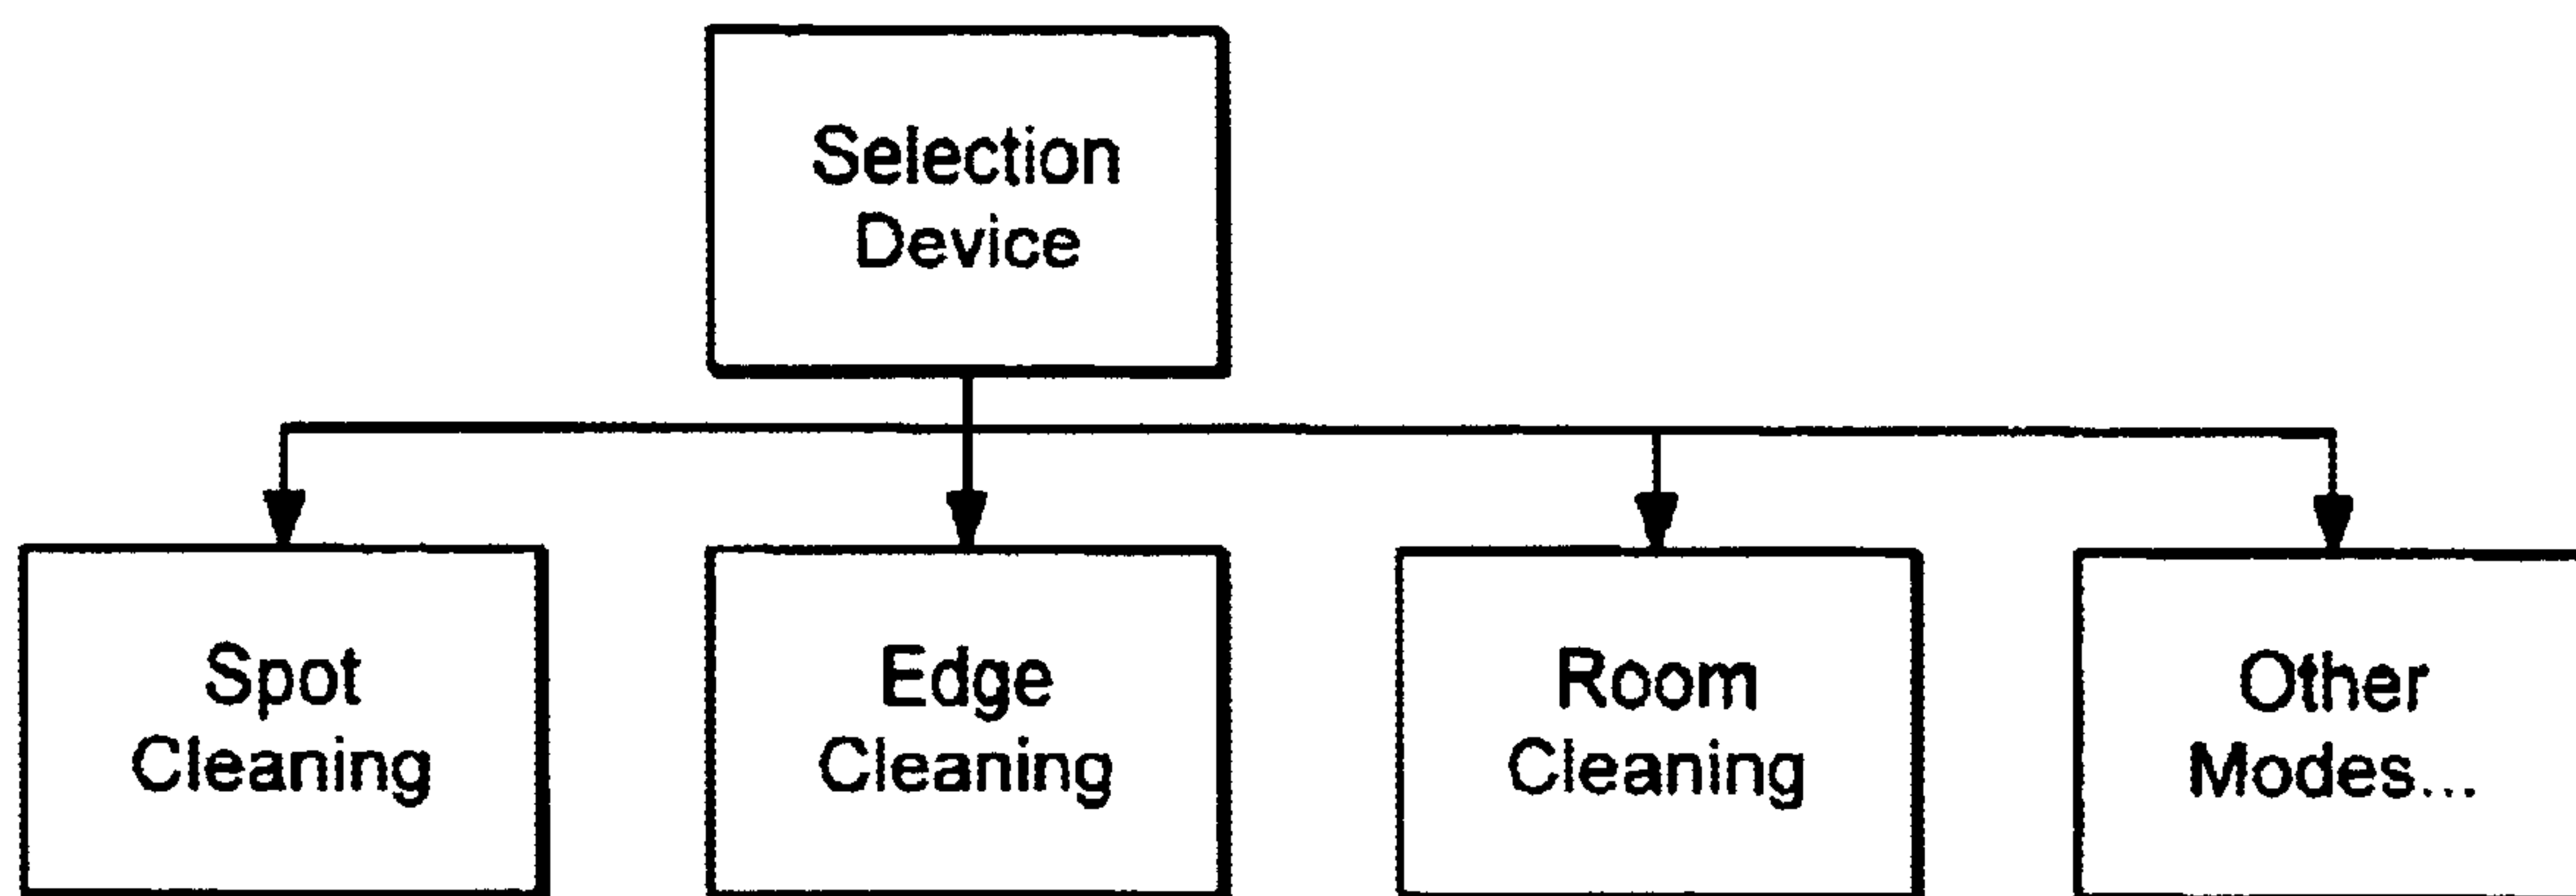 Selection
Device
Spot
Cleaning
Edge
Cleaning
Room
Cleaning
Other
Modes...